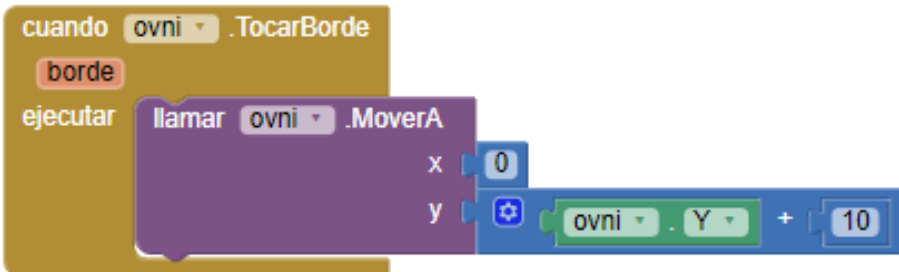 cuando ovni .TocarBorde
borde
ejecutar llamar ovni .MoverA
x 0
y ovni . Y + 10